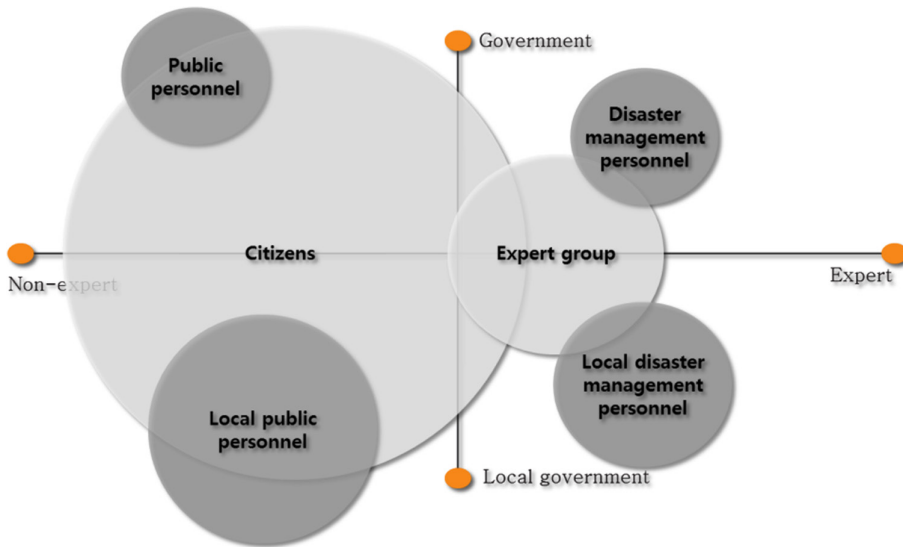 Government
Public
personnel
Disaster
management
personnel
Citizens
Expert group
Non-expert
Expert
Local disaster
management
personnel
Local public
personnel
Local government